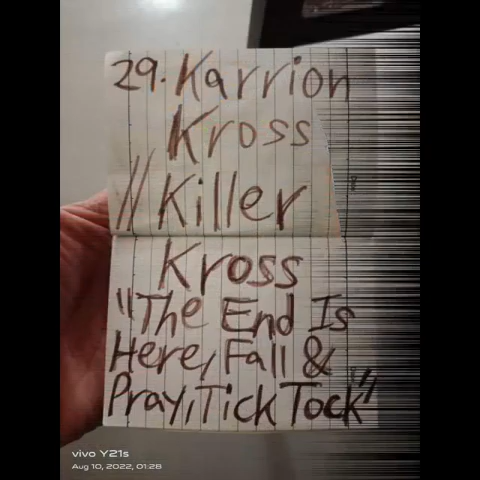 29. Karrion
Kross
// Killer
Kross
"The End Is
Here, Fall &
Pray, Tick Tock"
vivo Y21s
Aug 10, 2022, 01:28